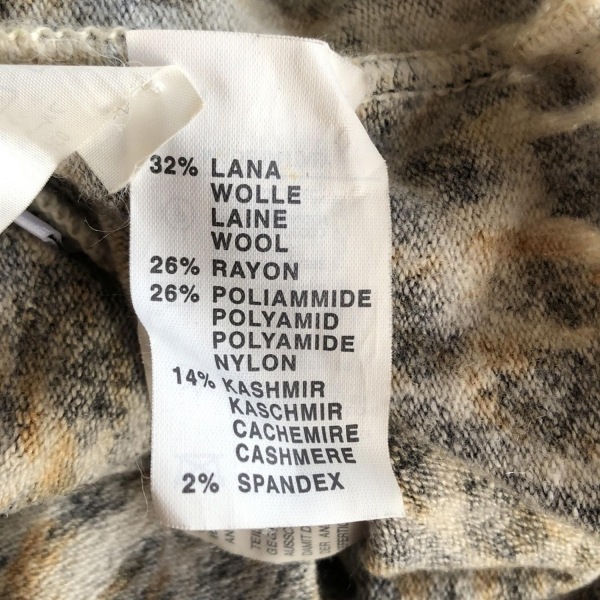 32% LANA
WOLLE
LAINE
WOOL
26% RAYON
26% POLIAMMIDE
POLYAMID
POLYAMIDE
NYLON
14% KASHMIR
KASCHMIR
CACHEMIRE
CASHMERE
2% SPANDEX